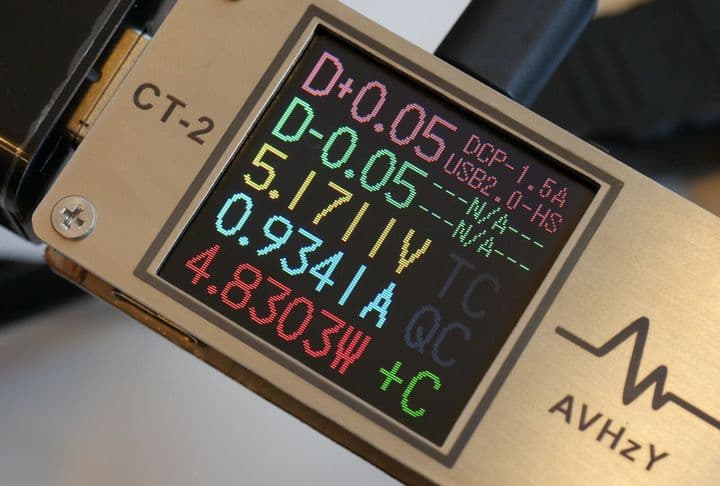 CT-2
D+0.05 DCP-1.5A
USB2.0-HS
D-0.05 ---N/A---
---N/A---
5.1711V
0.9341A TC
4.8303W QC
+C
AVHzY